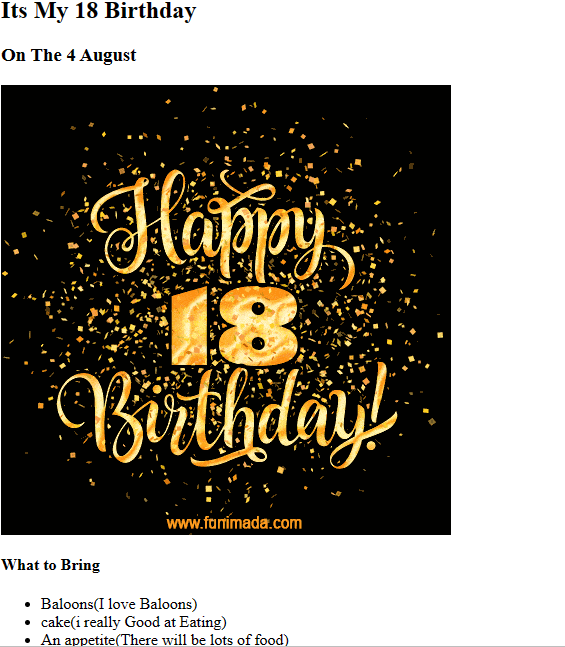 Its My 18 Birthday
On The 4 August
Happy
18
Birthday!
www.funimada.com
What to Bring
Baloons(I love Baloons)
cake(i really Good at Eating)
An appetite(There will be lots of food)